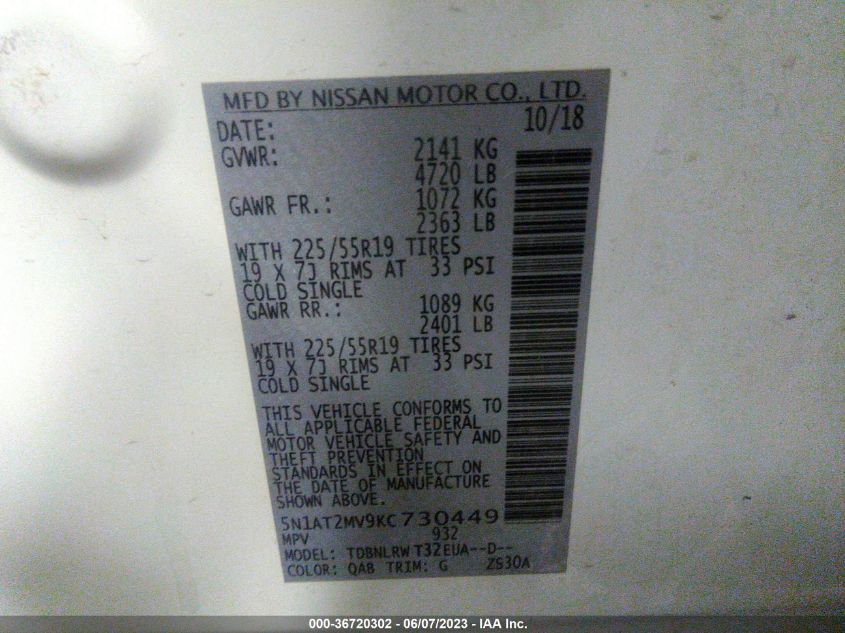 MFD BY NISSAN MOTOR CO., LTD.
DATE: 10/18
GVWR: 2141 KG
4720 LB
GAWR FR.: 1072 KG
2363 LB
WITH 225/55R19 TIRES
19 X 7J RIMS AT 33 PSI
COLD SINGLE
GAWR RR.: 1089 KG
2401 LB
WITH 225/55R19 TIRES
19 X 7J RIMS AT 33 PSI
COLD SINGLE
THIS VEHICLE CONFORMS TO
ALL APPLICABLE FEDERAL
MOTOR VEHICLE SAFETY AND
THEFT PREVENTION
STANDARDS IN EFFECT ON
THE DATE OF MANUFACTURE
SHOWN ABOVE.
5N1AT2MV9KC730449
MPV 932
MODEL: TDBNLRWT32EUA--D--
COLOR: QAB TRIM: G ZS30A
000-36720302 - 06/07/2023 - IAA Inc.